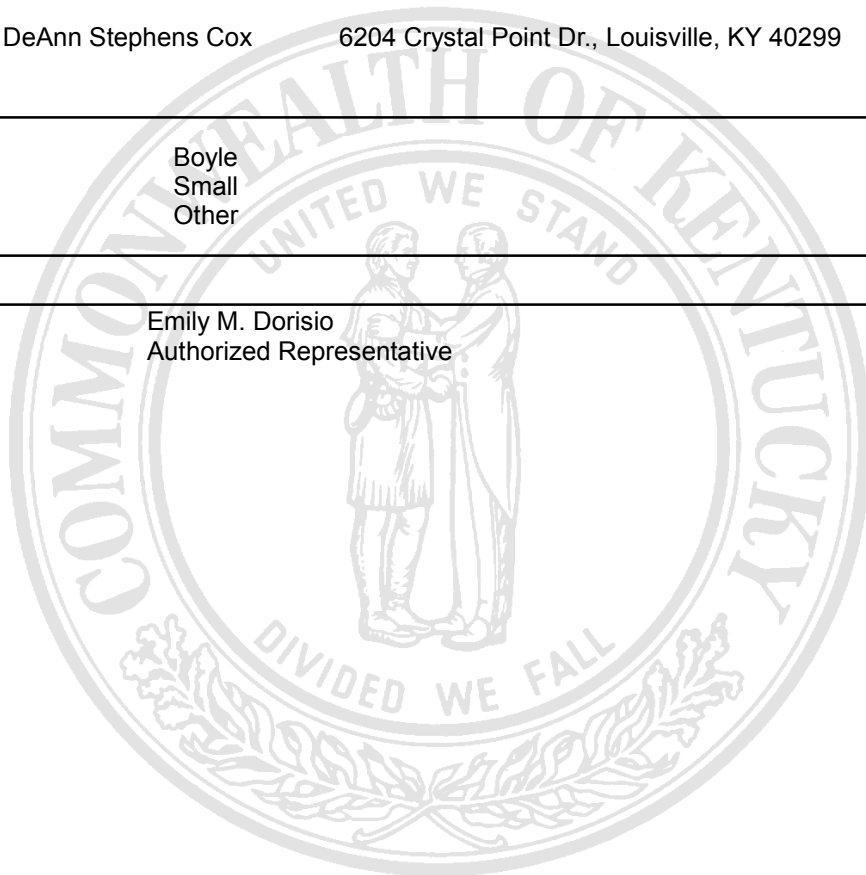 DeAnn Stephens Cox 6204 Crystal Point Dr., Louisville, KY 40299
Boyle
Small
Other
Emily M. Dorisio
Authorized Representative
COMMONWEALTH OF KENTUCKY
UNITED WE STAND
DIVIDED WE FALL